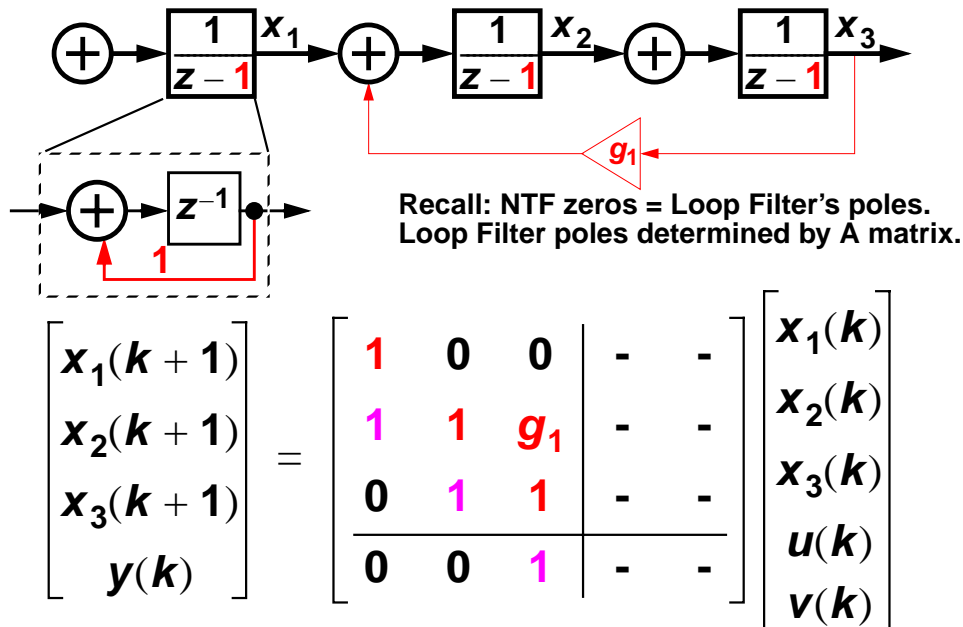 1 x1 1 x2 1 x3
z – 1 z – 1 z – 1
g1
z–1
1
Recall: NTF zeros = Loop Filter's poles.
Loop Filter poles determined by A matrix.
x1(k + 1) 1 0 0 - - x1(k)
x2(k + 1) 1 1 g1 - - x2(k)
x3(k + 1) = 0 1 1 - - x3(k)
y(k) 0 0 1 - - u(k)
v(k)